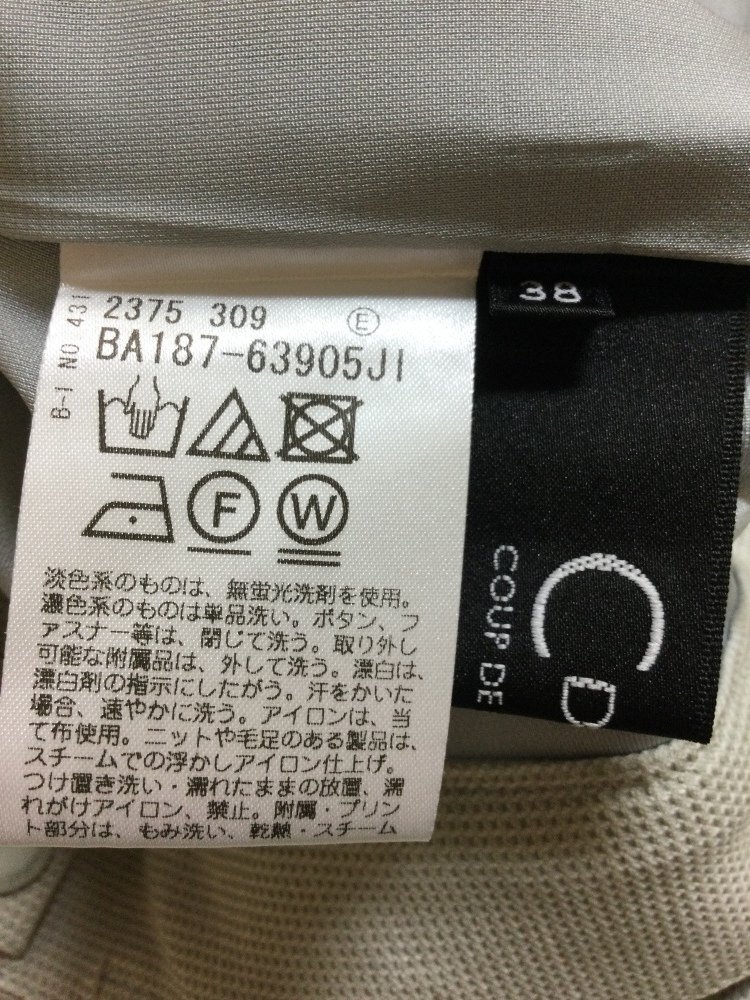 2375 309 E
BA187-63905JI
B-I NO 431
F W
淡色系のものは、無蛍光洗剤を使用。
濃色系のものは単品洗い。ボタン、フ
ァスナー等は、閉じて洗う。取り外し
可能な附属品は、外して洗う。漂白は、
漂白剤の指示にしたがう。汗をかいた
場合、速やかに洗う。アイロンは、当
て布使用。ニットや毛足のある製品は、
スチームでの浮かしアイロン仕上げ。
つけ置き洗い・濡れたままの放置、濡
れがけアイロン、禁止。附属・プリン
ト部分は、もみ洗い、乾熱・スチーム
38
CD
COUP DE